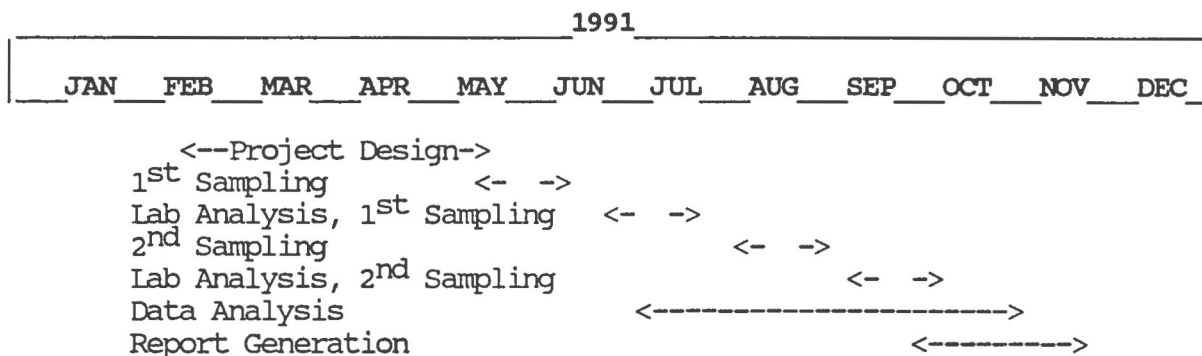 1991
JAN FEB MAR APR MAY JUN JUL AUG SEP OCT NOV DEC
<--Project Design->
1st Sampling <- ->
Lab Analysis, 1st Sampling <- ->
2nd Sampling <- ->
Lab Analysis, 2nd Sampling <- ->
Data Analysis <----------------------->
Report Generation <---------->